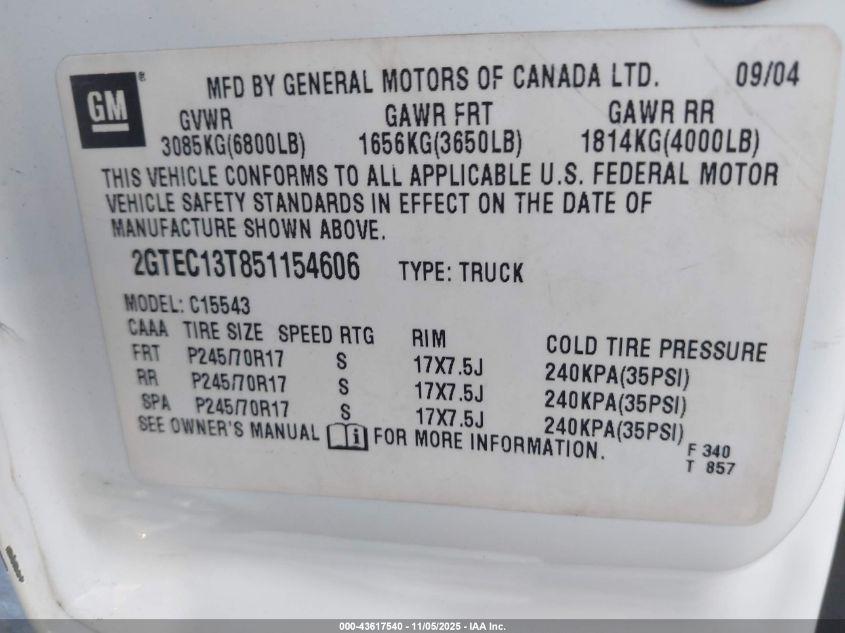 GM ® MFD BY GENERAL MOTORS OF CANADA LTD. 09/04
GVWR GAWR FRT GAWR RR
3085KG(6800LB) 1656KG(3650LB) 1814KG(4000LB)
THIS VEHICLE CONFORMS TO ALL APPLICABLE U.S. FEDERAL MOTOR
VEHICLE SAFETY STANDARDS IN EFFECT ON THE DATE OF
MANUFACTURE SHOWN ABOVE.
2GTEC13T851154606 TYPE: TRUCK
MODEL: C15543
CAAA TIRE SIZE SPEED RTG RIM COLD TIRE PRESSURE
FRT P245/70R17 S 17X7.5J 240KPA(35PSI)
RR P245/70R17 S 17X7.5J 240KPA(35PSI)
SPA P245/70R17 S 17X7.5J 240KPA(35PSI)
SEE OWNER'S MANUAL i FOR MORE INFORMATION.
F 340
T 857
000-43617540 - 11/05/2025 - IAA Inc.